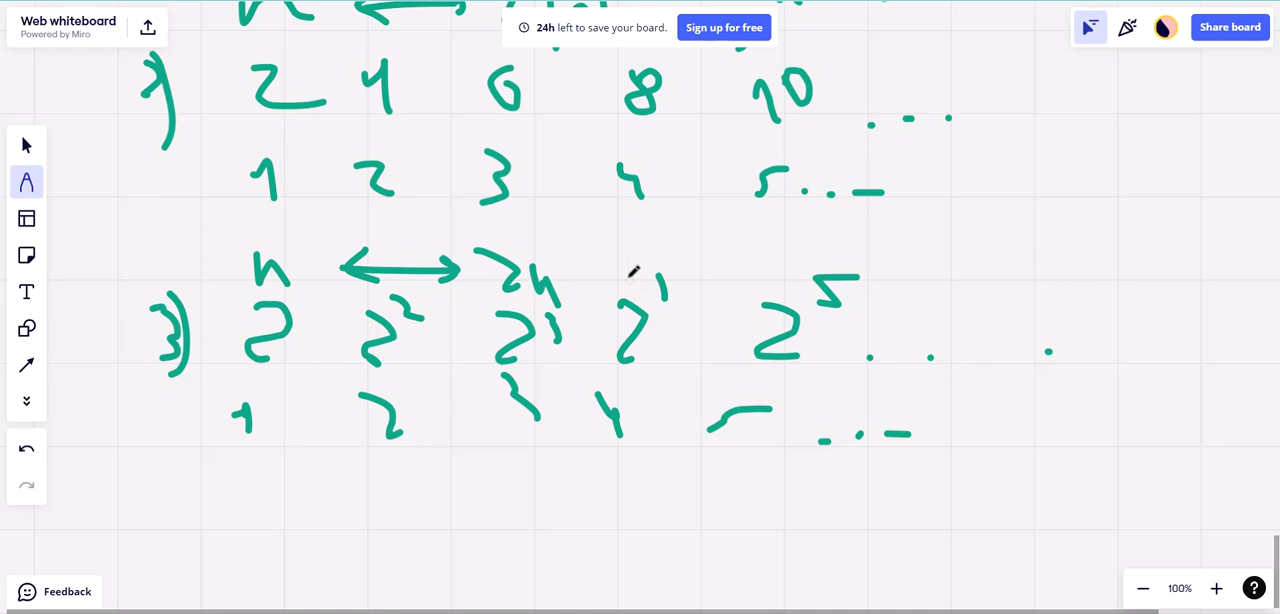 Web whiteboard
Powered by Miro
24h left to save your board.
Sign up for free
Share board
2 4 6 8 10 ...
1 2 3 4 5 ...
n ↔ 2n
3) 2 2² 2³ 2⁴ 2⁵ ...
1 2 3 4 5 ...
T
Feedback
100%
?